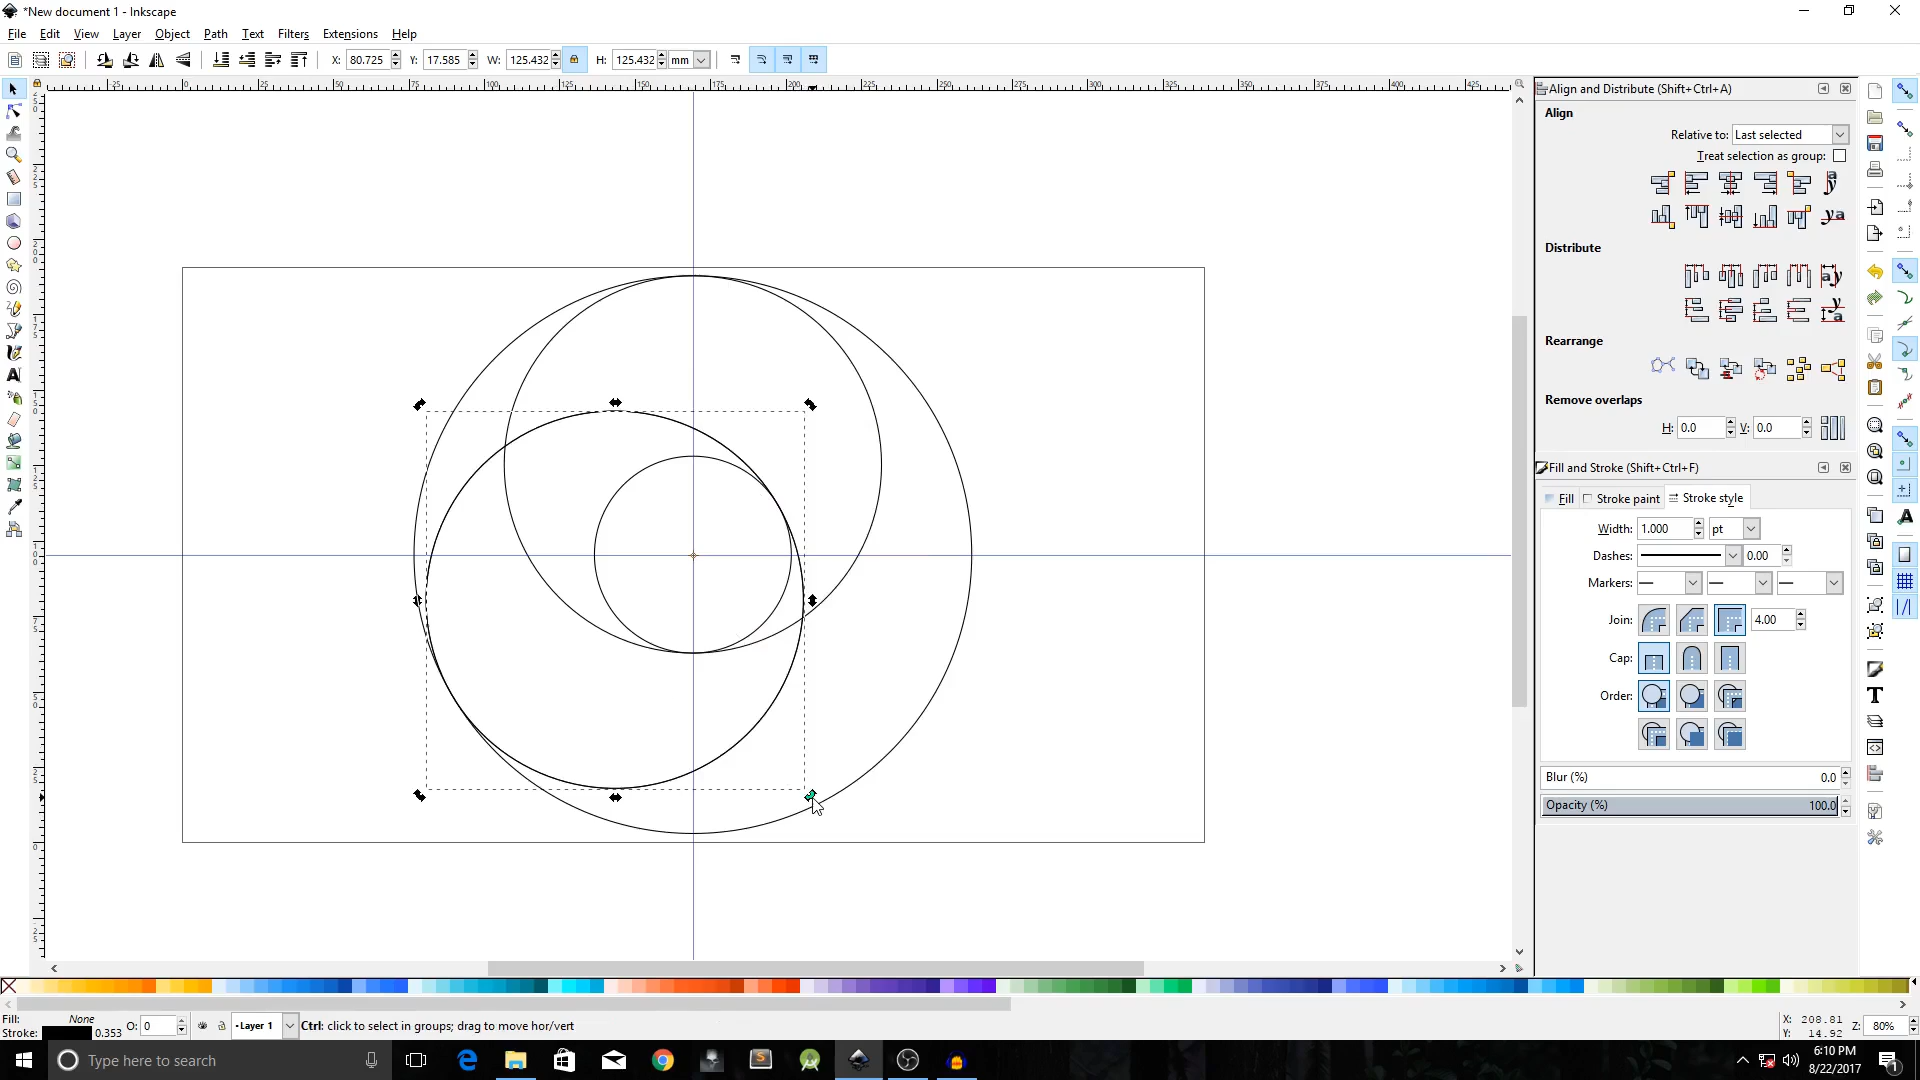 *New document 1 - Inkscape
File Edit View Layer Object Path Text Filters Extensions Help
X: 80.725 Y: 17.585 W: 125.432 H: 125.432 mm
Align and Distribute (Shift+Ctrl+A)
Align
Relative to: Last selected
Treat selection as group:
Distribute
Rearrange
Remove overlaps
H: 0.0 V: 0.0
Fill and Stroke (Shift+Ctrl+F)
Fill Stroke paint Stroke style
Width: 1.000 pt
Dashes: 0.00
Markers:
Join: 4.00
Cap:
Order:
Blur (%) 0.0
Opacity (%) 100.0
Fill: None
Stroke: 0.353 O: 0 Layer 1 Ctrl: click to select in groups; drag to move hor/vert
X: 208.81
Y: 14.92 Z: 80%
Type here to search
6:10 PM
8/22/2017
1